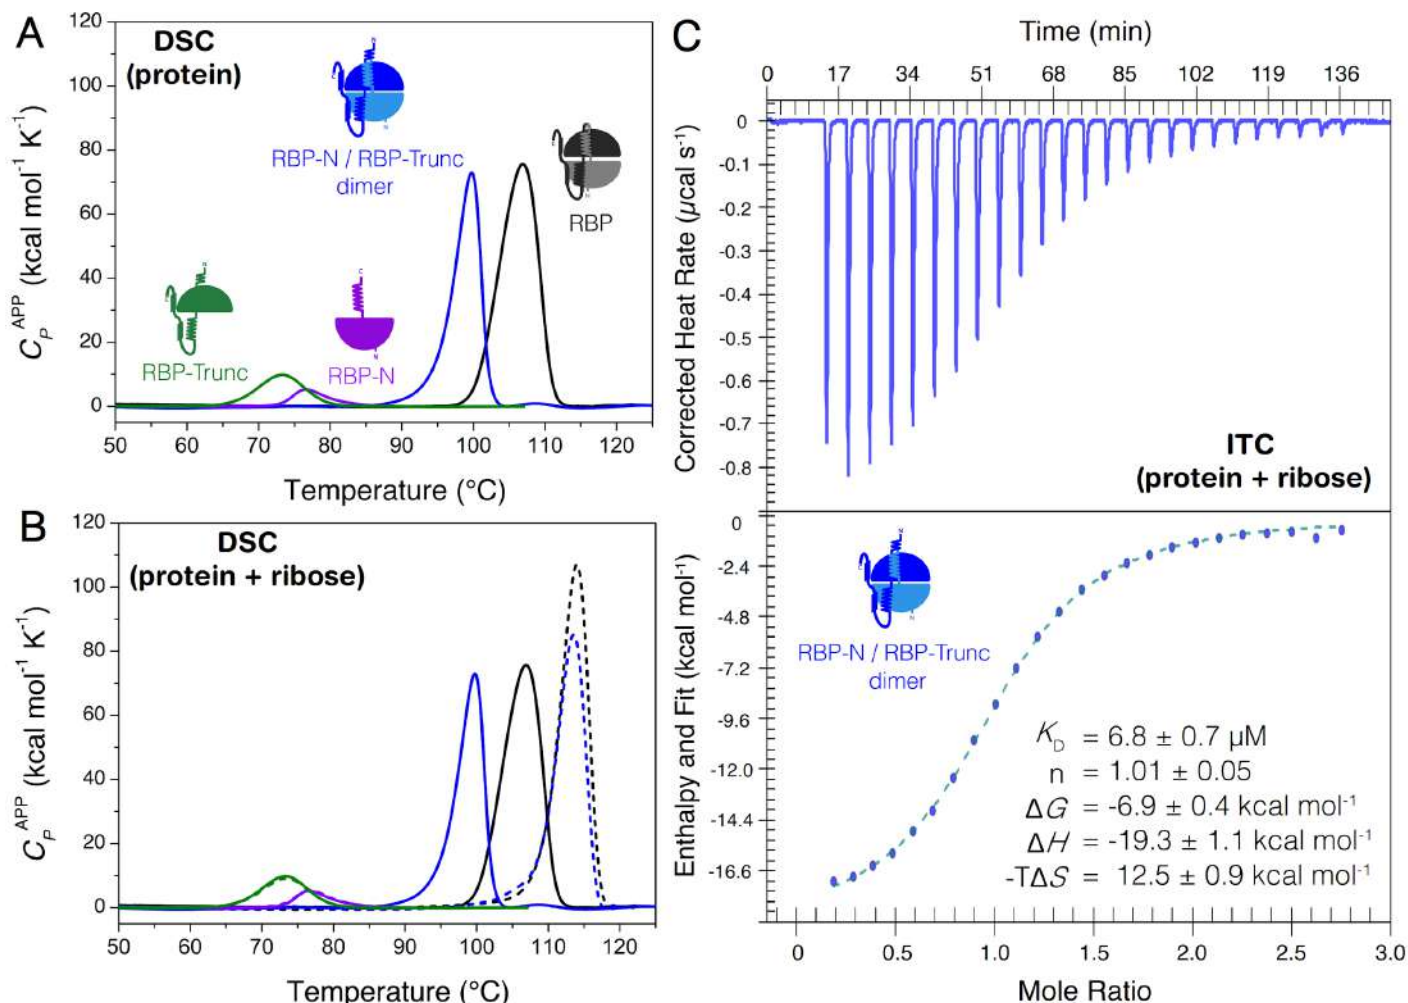 A
DSC
(protein)
RBP-N / RBP-Trunc
dimer
RBP
RBP-Trunc
RBP-N
C_P^APP (kcal mol⁻¹ K⁻¹)
120
100
80
60
40
20
0
50 60 70 80 90 100 110 120
Temperature (°C)
B
DSC
(protein + ribose)
C_P^APP (kcal mol⁻¹ K⁻¹)
120
100
80
60
40
20
0
50 60 70 80 90 100 110 120
Temperature (°C)
C
Time (min)
0 17 34 51 68 85 102 119 136
Corrected Heat Rate (µcal s⁻¹)
0
-0.1
-0.2
-0.3
-0.4
-0.5
-0.6
-0.7
-0.8
ITC
(protein + ribose)
Enthalpy and Fit (kcal mol⁻¹)
0
-2.4
-4.8
-7.2
-9.6
-12.0
-14.4
-16.6
RBP-N / RBP-Trunc
dimer
K_D = 6.8 ± 0.7 µM
n = 1.01 ± 0.05
ΔG = -6.9 ± 0.4 kcal mol⁻¹
ΔH = -19.3 ± 1.1 kcal mol⁻¹
-TΔS = 12.5 ± 0.9 kcal mol⁻¹
0 0.5 1.0 1.5 2.0 2.5 3.0
Mole Ratio